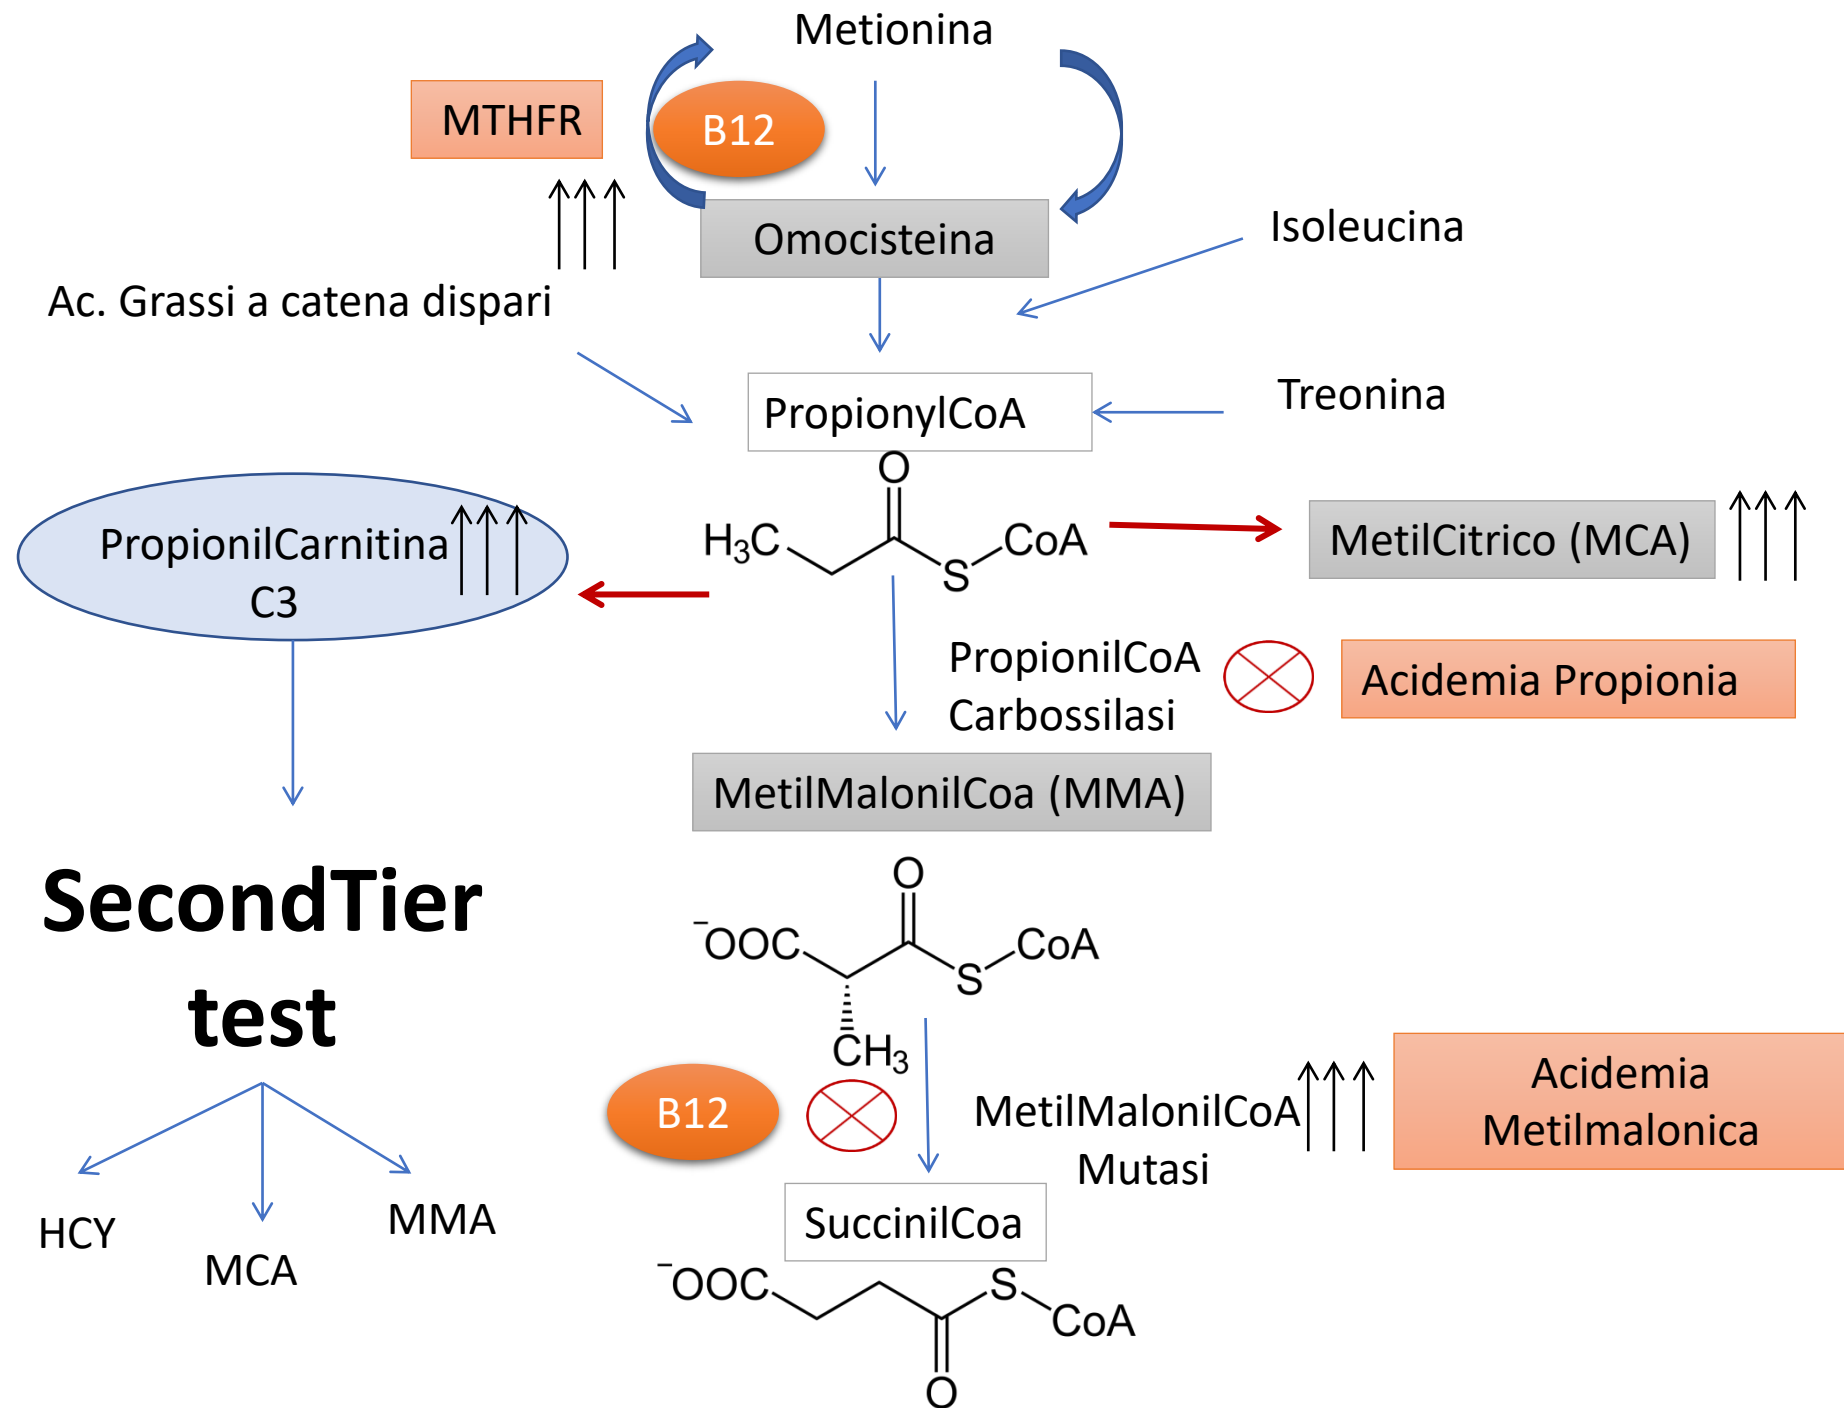 Metionina
MTHFR
B12
Omocisteina
Isoleucina
Ac. Grassi a catena dispari
Treonina
PropionylCoA
O
H₃C
S
CoA
PropionilCarnitina
C3
MetilCitrico (MCA)
PropionilCoA
Carbossilasi
Acidemia Propionia
MetilMalonilCoa (MMA)
SecondTier
test
O
⁻OOC
S
CoA
CH₃
B12
MetilMalonilCoA
Mutasi
Acidemia
Metilmalonica
HCY
MCA
MMA
SuccinilCoa
⁻OOC
S
CoA
O